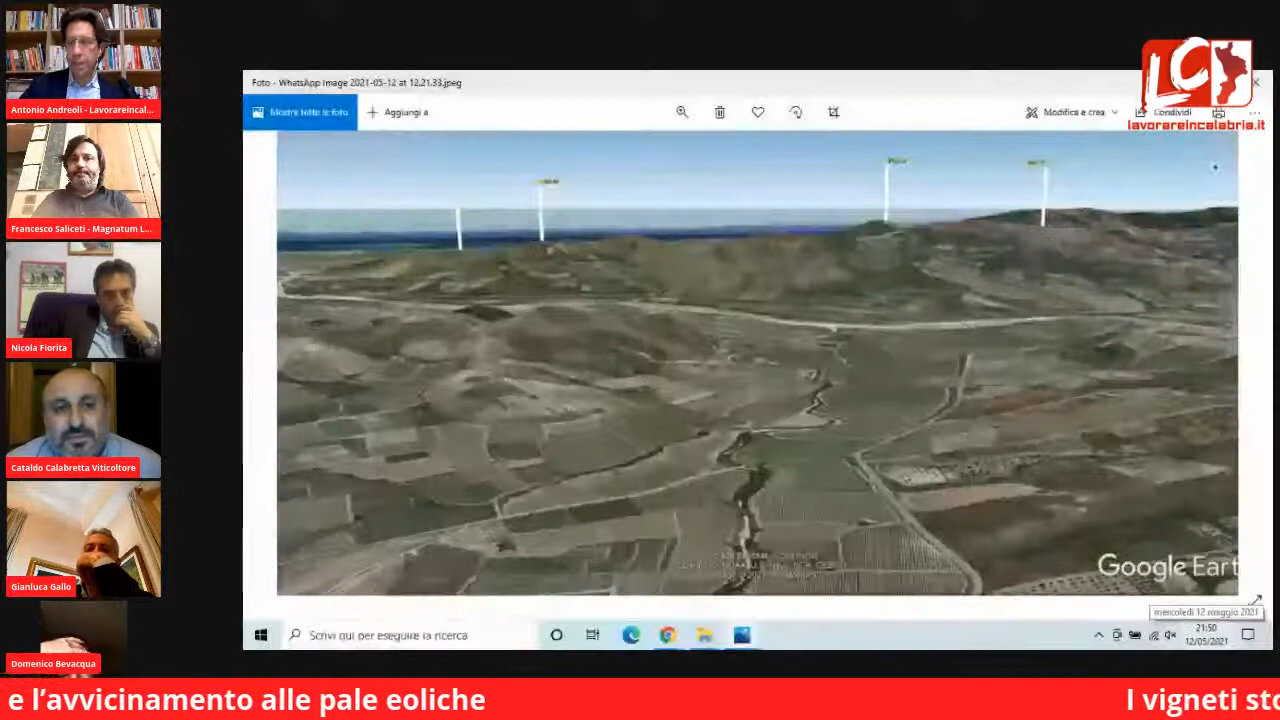 Antonio Andreoli - Lavorareincal...
Francesco Saliceti - Magnatum L...
Nicola Fiorita
Cataldo Calabretta Viticoltore
Gianluca Gallo
Domenico Bevacqua
Foto - WhatsApp Image 2021-05-12 at 12.21.33.jpeg
Mostra tutte le foto
Aggiungi a
Modifica e crea
Condividi
LCI
lavorareincalabria.it
Google Eart
mercoledì 12 maggio 2021
Scrivi qui per eseguire la ricerca
21:50
12/05/2021
e l'avvicinamento alle pale eoliche
I vigneti sto